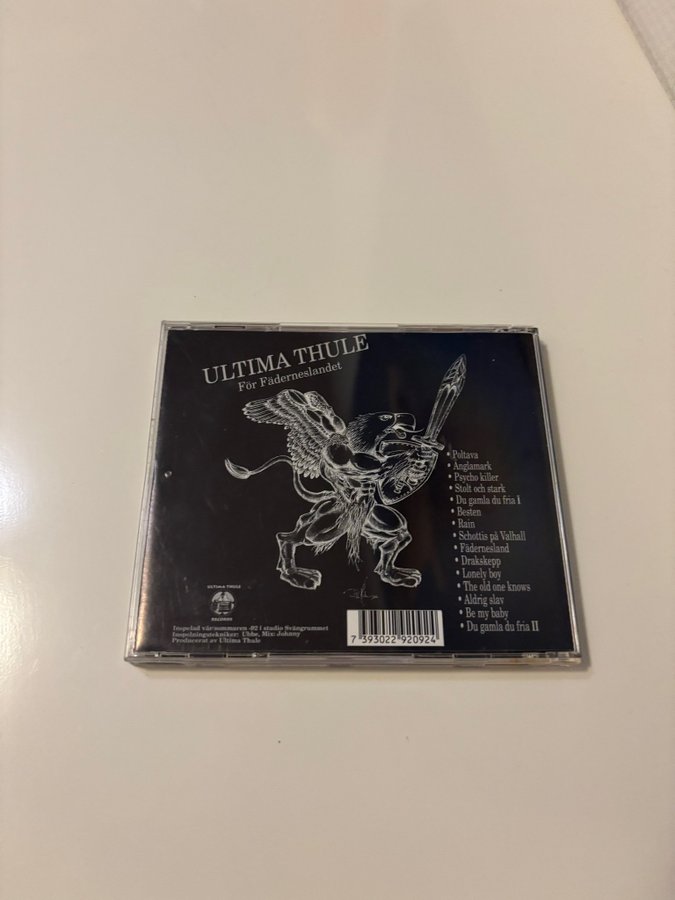 ULTIMA THULE
För Fäderneslandet
• Poltava
• Änglamark
• Psycho killer
• Stolt och stark
• Du gamla du fria I
• Besten
• Rain
• Schottis på Valhall
• Fädernesland
• Drakskepp
• Lonely boy
• The old one knows
• Aldrig slav
• Be my baby
• Du gamla du fria II
ULTIMA THULE
RECORDS
Inspelad vår/sommaren -92 i studio Svängrummet
Inspelningstekniker: Ubbe, Mix: Johnny
Producerat av Ultima Thule
7 393022 920924